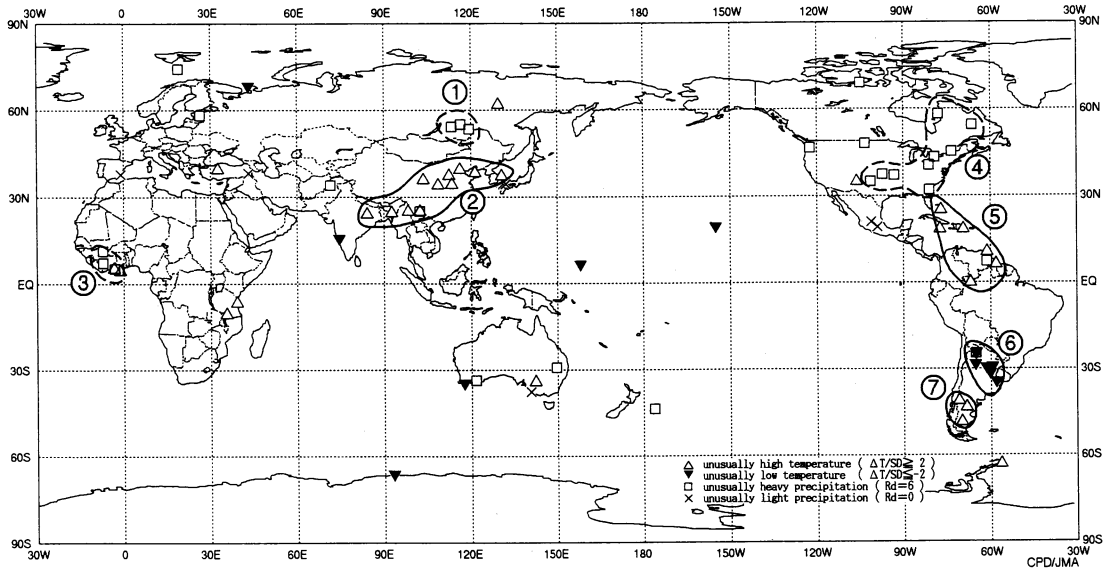 30W 0 30E 60E 90E 120E 150E 180 150W 120W 90W 60W 30W
90N 90N
60N 60N
30N 30N
EQ EQ
30S 30S
60S 60S
90S 90S
1
2
3
4
5
6
7
△ unusually high temperature ( △T/SD≧ 2 )
▼ unusually low temperature ( △T/SD≦-2 )
□ unusually heavy precipitation ( Rd=6 )
× unusually light precipitation ( Rd=0 )
30W 0 30E 60E 90E 120E 150E 180 150W 120W 90W 60W 30W
CPD/JMA